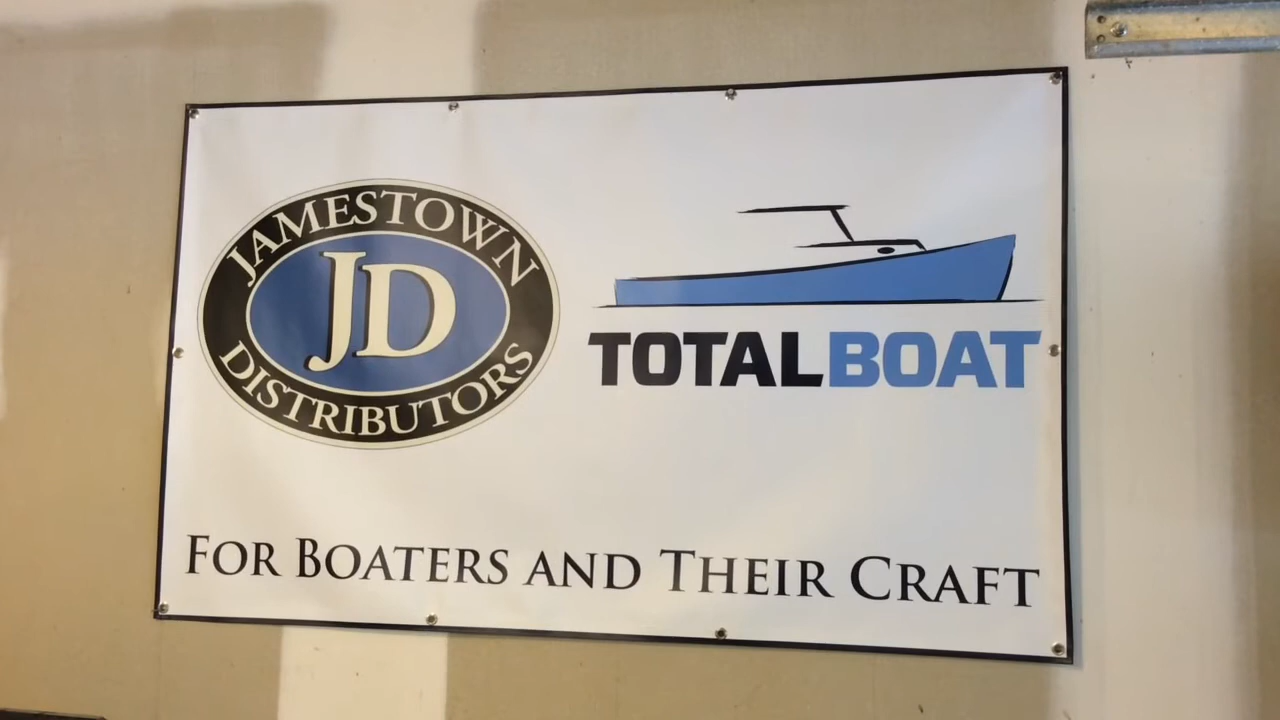 JAMESTOWN
JD
DISTRIBUTORS
TOTALBOAT
FOR BOATERS AND THEIR CRAFT